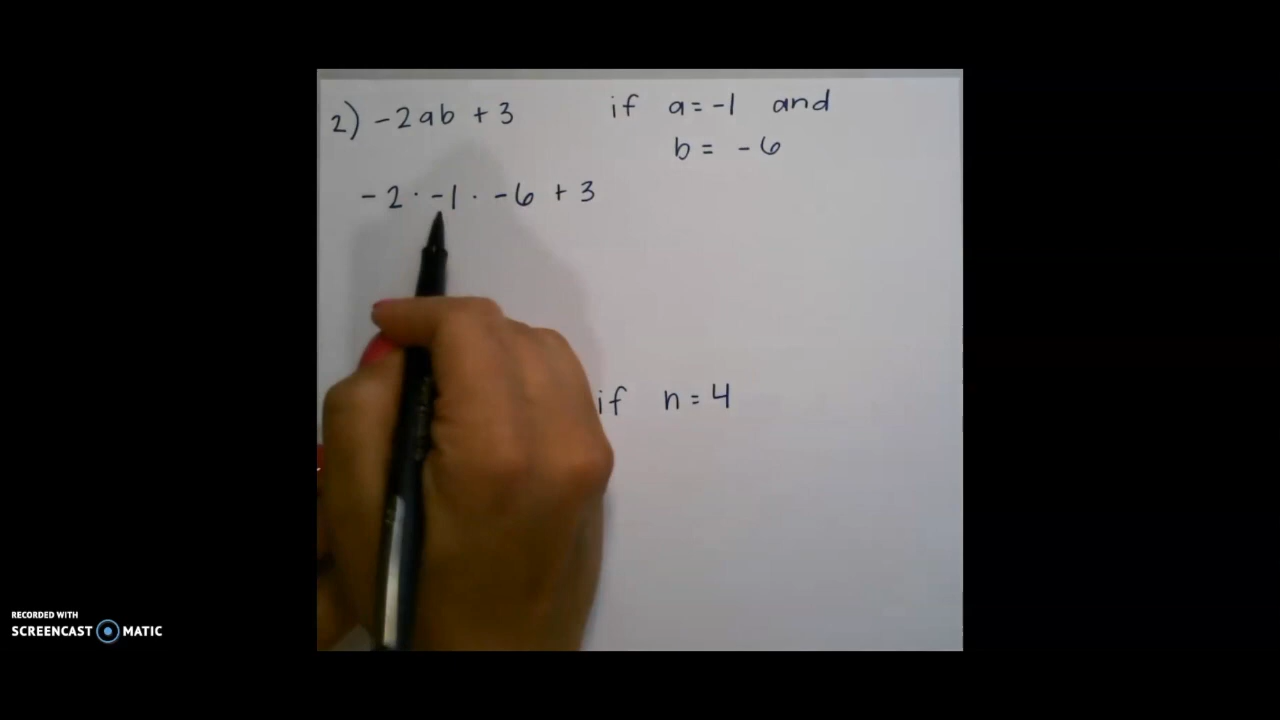 2) -2ab + 3 if a = -1 and
b = -6
-2 · -1 · -6 + 3
if n = 4
RECORDED WITH
SCREENCAST MATIC